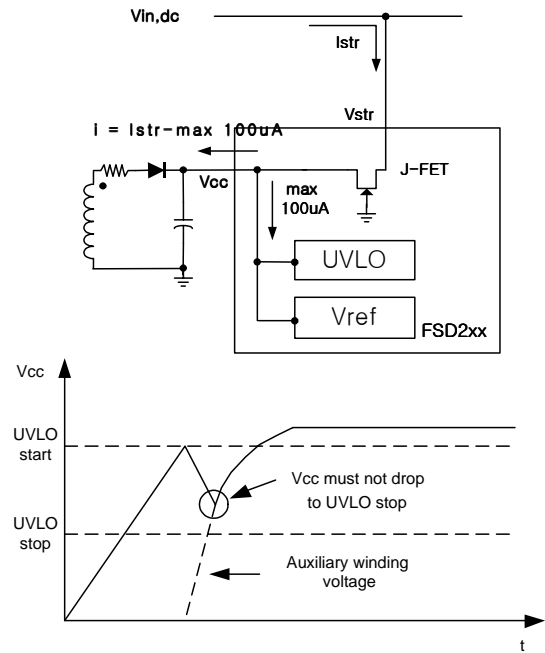 Vin,dc
Istr
Vstr
i = Istr-max 100uA
J-FET
Vcc
max
100uA
UVLO
Vref
FSD2xx
Vcc
UVLO
start
Vcc must not drop
to UVLO stop
UVLO
stop
Auxiliary winding
voltage
t